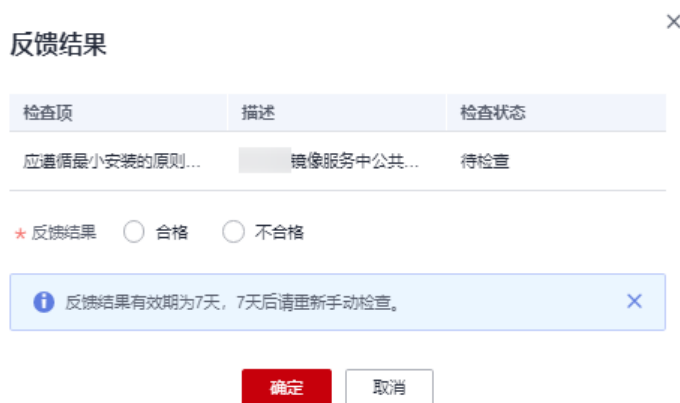 反馈结果
检查项 描述 检查状态
应遵循最小安装的原则... 镜像服务中公共... 待检查
* 反馈结果 合格 不合格
反馈结果有效期为7天，7天后请重新手动检查。
确定 取消